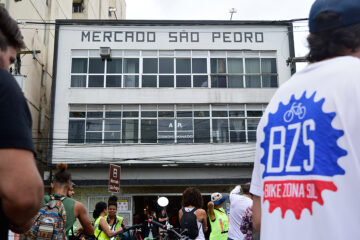 MERCADO SÃO PEDRO
BZS
BIKE ZONA SUL